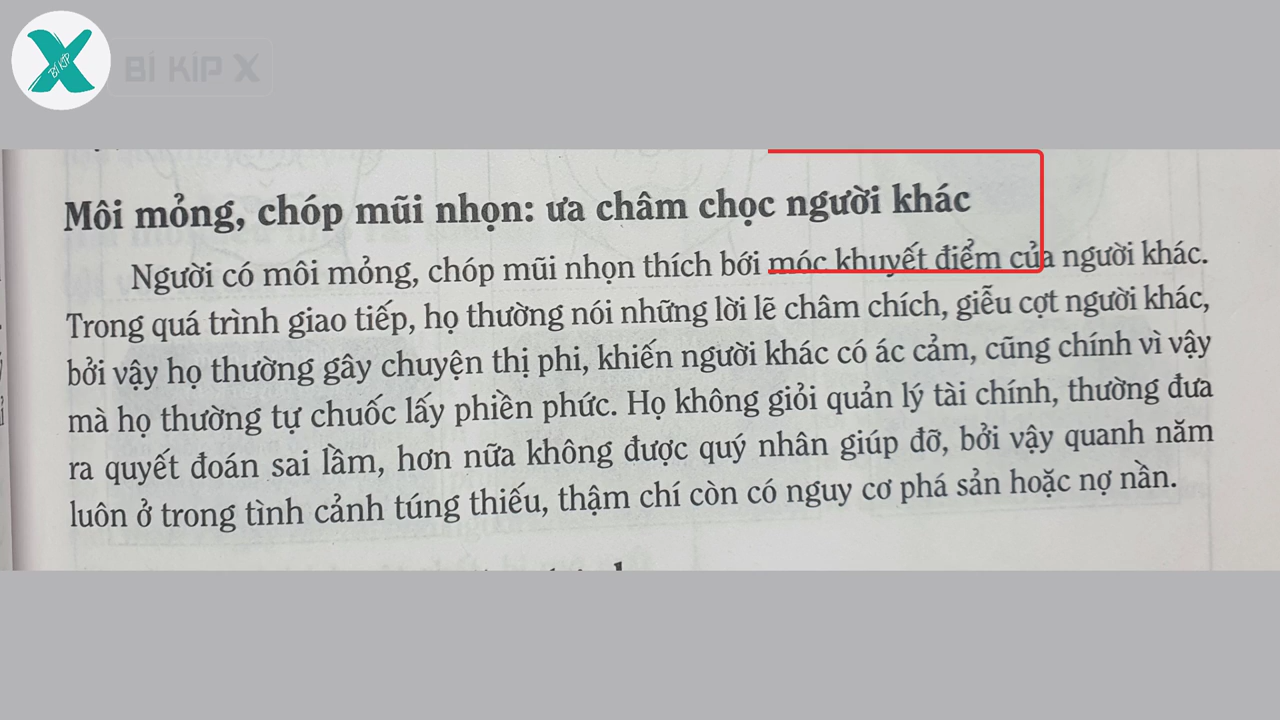 BÍ KÍP
BÍ KÍP X
Môi mỏng, chóp mũi nhọn: ưa châm chọc người khác
Người có môi mỏng, chóp mũi nhọn thích bới móc khuyết điểm của người khác.
Trong quá trình giao tiếp, họ thường nói những lời lẽ châm chích, giễu cợt người khác,
bởi vậy họ thường gây chuyện thị phi, khiến người khác có ác cảm, cũng chính vì vậy
mà họ thường tự chuốc lấy phiền phức. Họ không giỏi quản lý tài chính, thường đưa
ra quyết đoán sai lầm, hơn nữa không được quý nhân giúp đỡ, bởi vậy quanh năm
luôn ở trong tình cảnh túng thiếu, thậm chí còn có nguy cơ phá sản hoặc nợ nần.